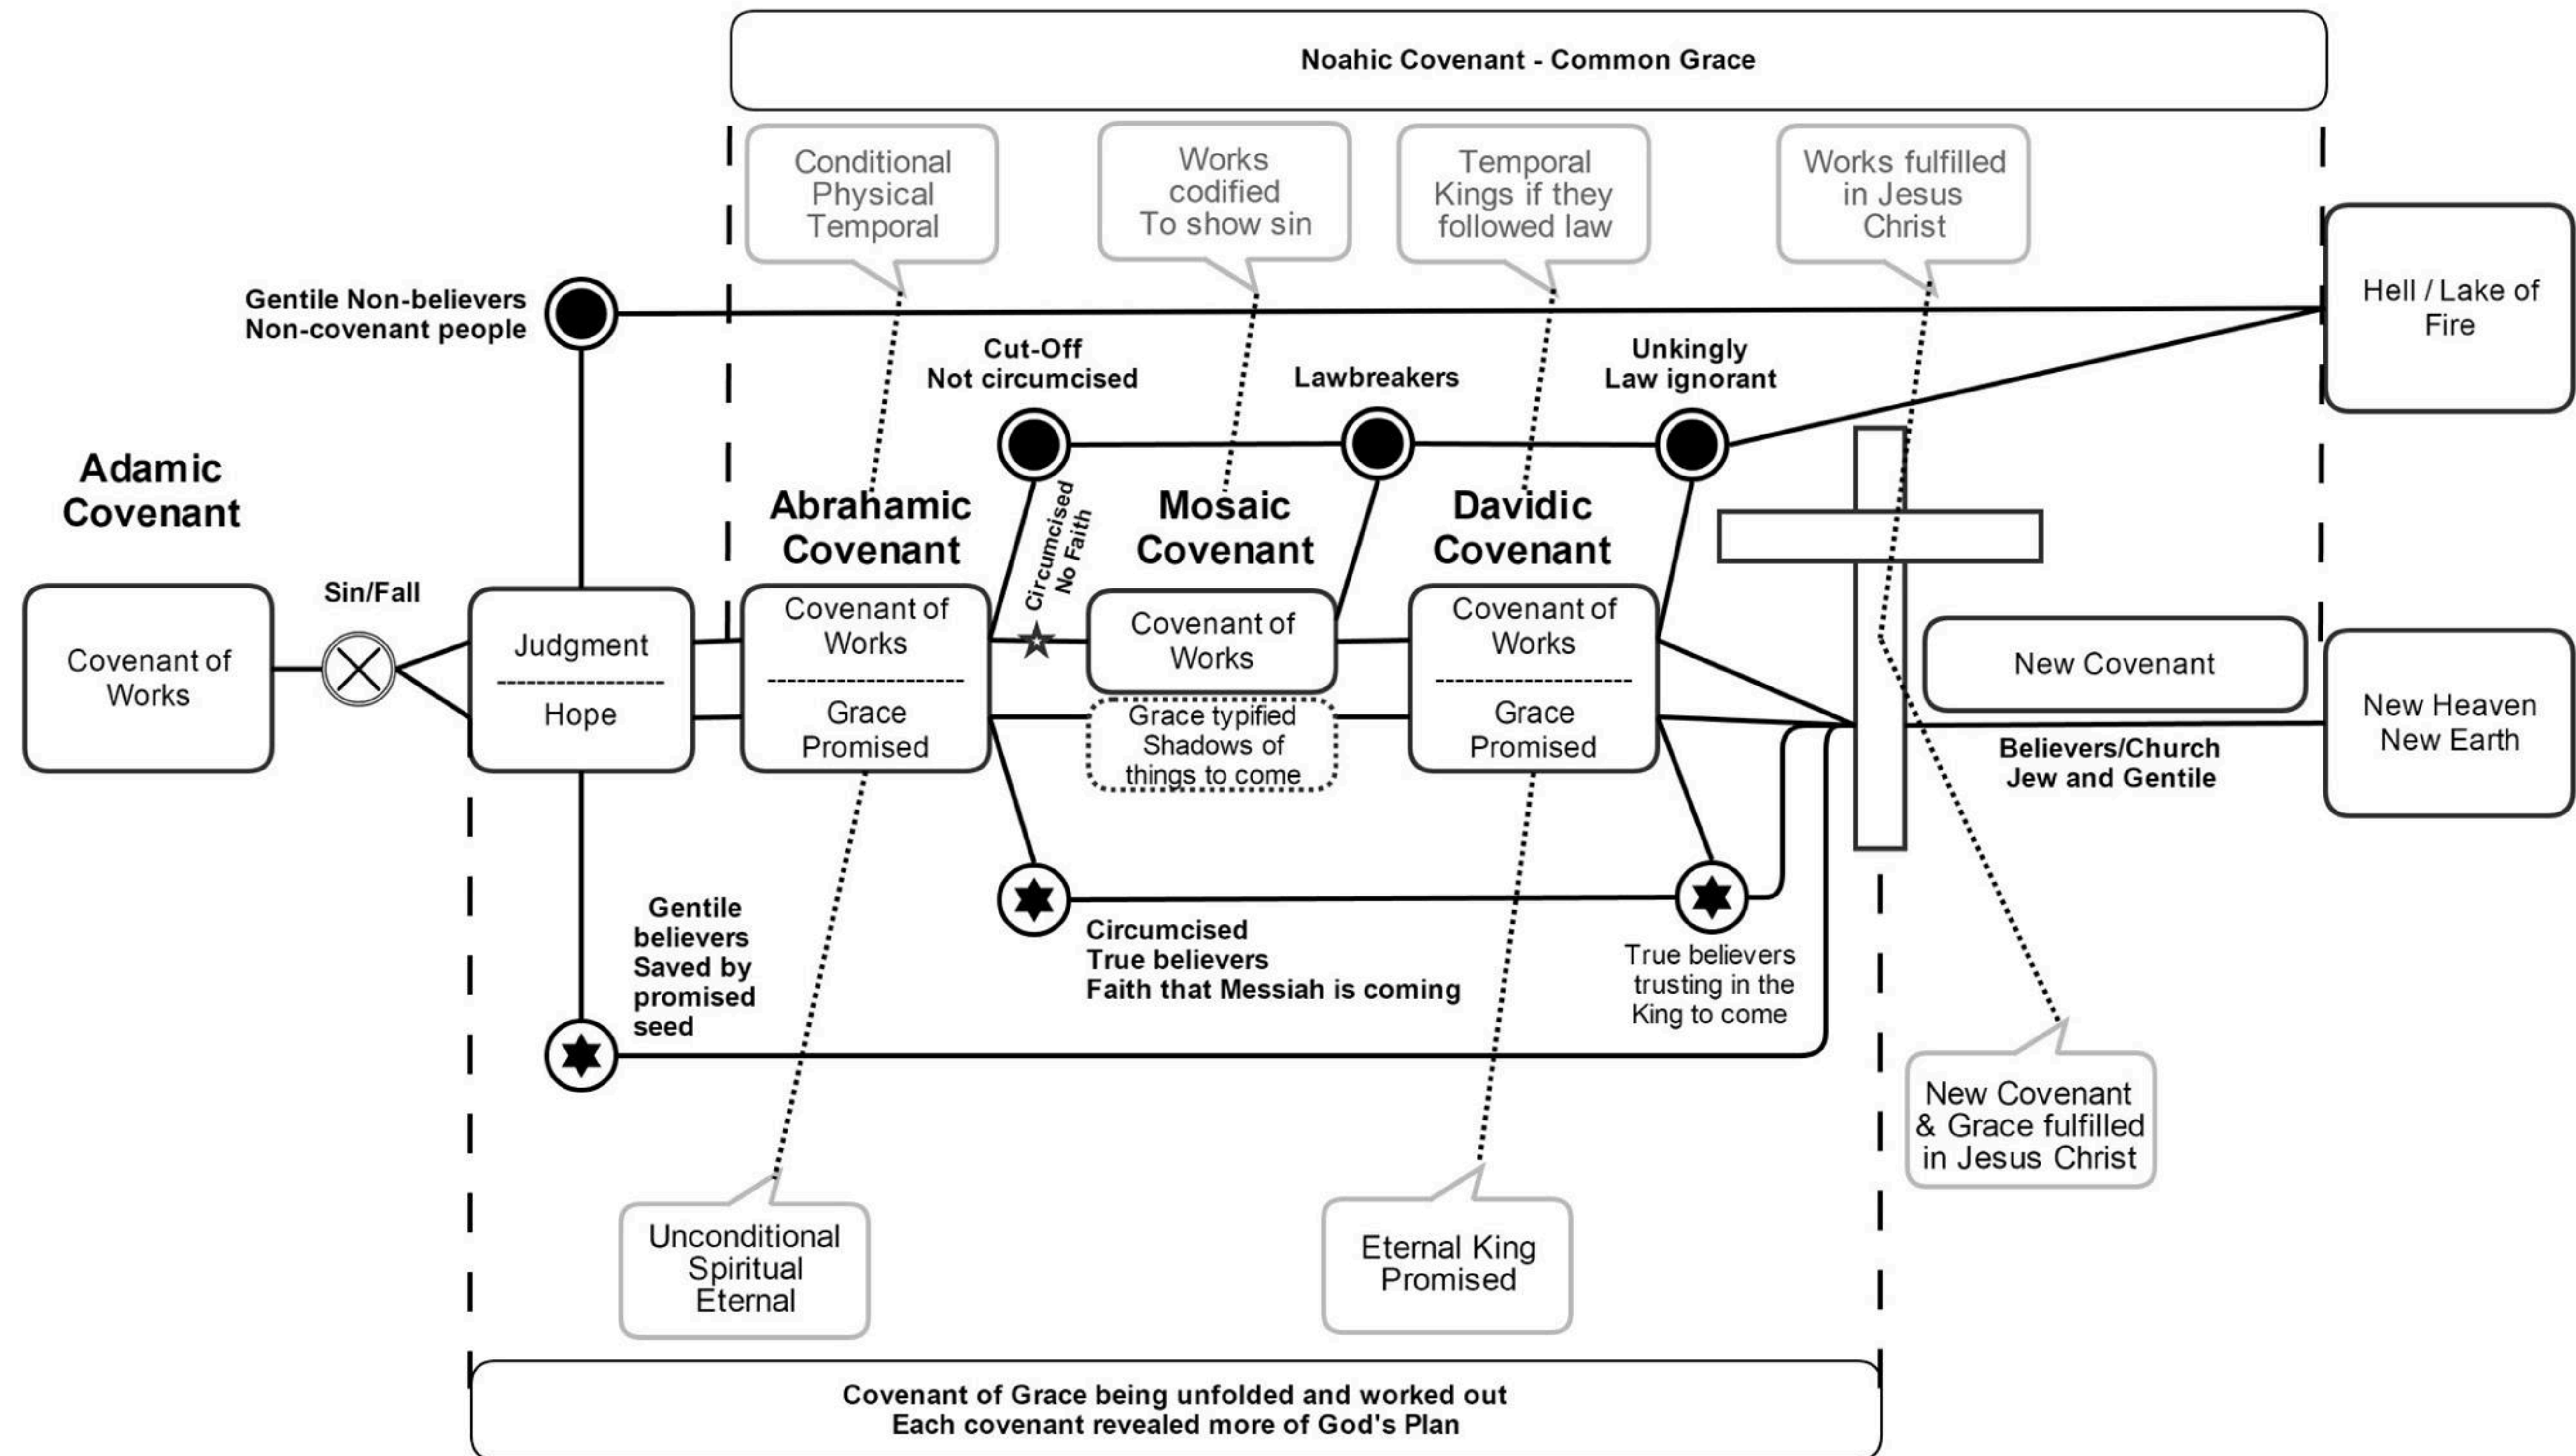 Noahic Covenant - Common Grace
Conditional
Physical
Temporal
Works
codified
To show sin
Temporal
Kings if they
followed law
Works fulfilled
in Jesus
Christ
Gentile Non-believers
Non-covenant people
Hell / Lake of
Fire
Cut-Off
Not circumcised
Lawbreakers
Unkingly
Law ignorant
Adamic
Covenant
Abrahamic
Covenant
Circumcised
No Faith
Mosaic
Covenant
Davidic
Covenant
Covenant of
Works
Sin/Fall
Judgment
Hope
Covenant of
Works
Grace
Promised
Covenant of
Works
Grace typified
Shadows of
things to come
Covenant of
Works
Grace
Promised
New Covenant
Believers/Church
Jew and Gentile
New Heaven
New Earth
Gentile
believers
Saved by
promised
seed
Circumcised
True believers
Faith that Messiah is coming
True believers
trusting in the
King to come
New Covenant
& Grace fulfilled
in Jesus Christ
Unconditional
Spiritual
Eternal
Eternal King
Promised
Covenant of Grace being unfolded and worked out
Each covenant revealed more of God's Plan